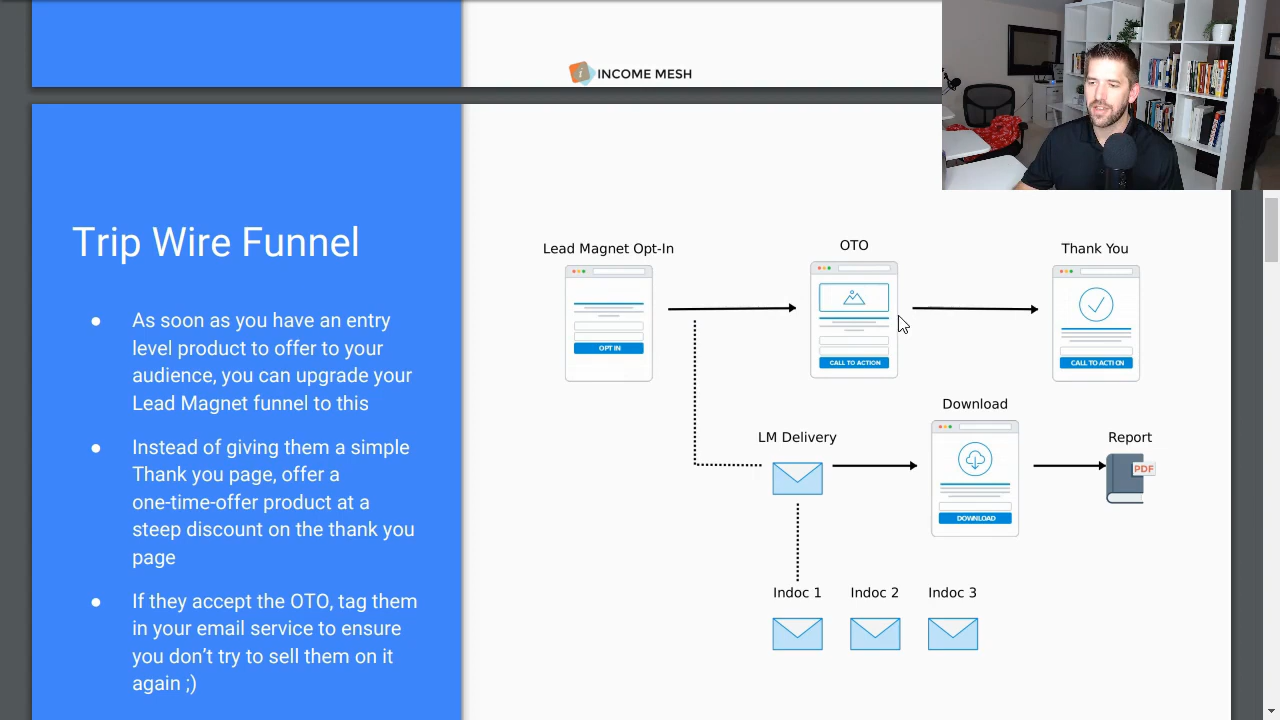 INCOME MESH
Trip Wire Funnel
● As soon as you have an entry
level product to offer to your
audience, you can upgrade your
Lead Magnet funnel to this
● Instead of giving them a simple
Thank you page, offer a
one-time-offer product at a
steep discount on the thank you
page
● If they accept the OTO, tag them
in your email service to ensure
you don’t try to sell them on it
again ;)
Lead Magnet Opt-In
OPT IN
OTO
CALL TO ACTION
Thank You
CALL TO ACTION
LM Delivery
Download
DOWNLOAD
Report
PDF
Indoc 1
Indoc 2
Indoc 3